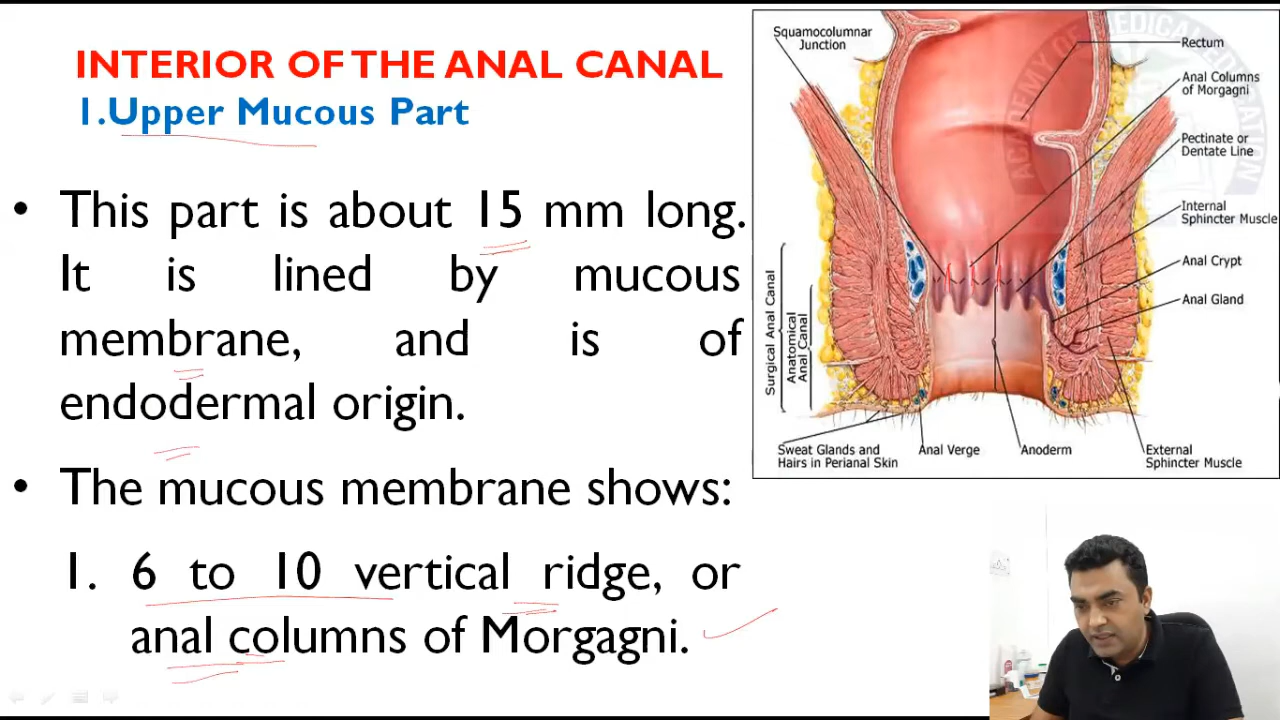 INTERIOR OF THE ANAL CANAL
1.Upper Mucous Part
• This part is about 15 mm long.
It is lined by mucous
membrane, and is of
endodermal origin.
• The mucous membrane shows:
1. 6 to 10 vertical ridge, or
anal columns of Morgagni.
Squamocolumnar
Junction
Rectum
Anal Columns
of Morgagni
Pectinate or
Dentate Line
Internal
Sphincter Muscle
Anal Crypt
Anal Gland
Surgical Anal Canal
Anatomical
Anal Canal
Sweat Glands and
Hairs in Perianal Skin
Anal Verge
Anoderm
External
Sphincter Muscle
ACADEMY OF MEDICAL EDUCATION